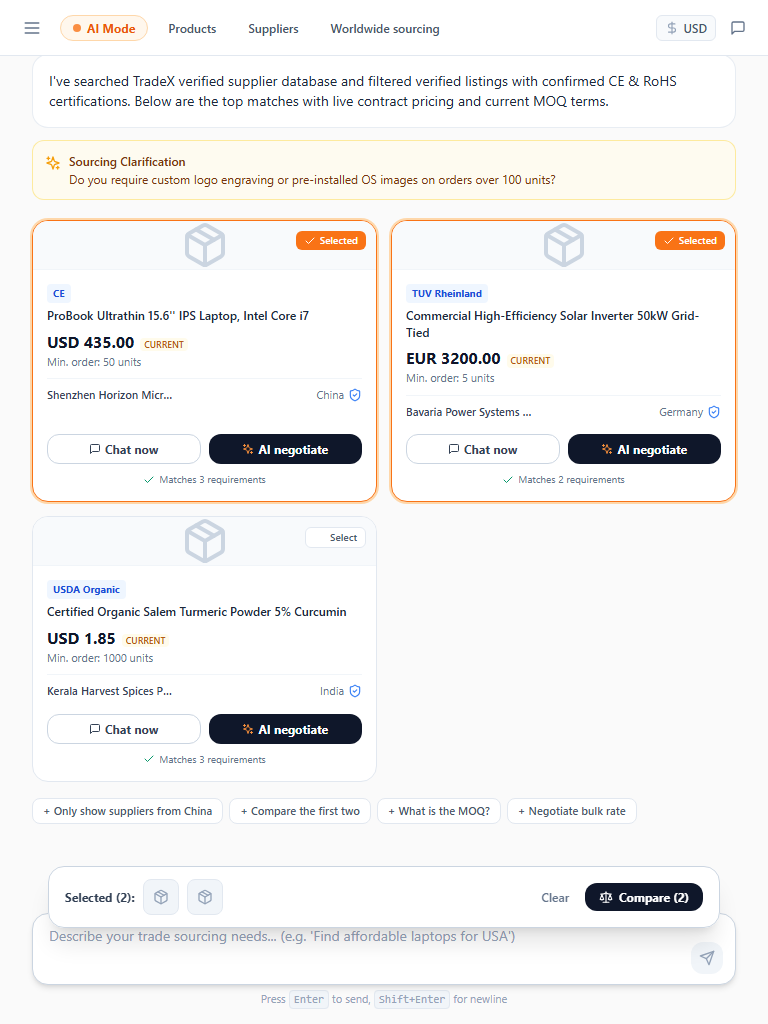 AI Mode
Products
Suppliers
Worldwide sourcing
$ USD
I've searched TradeX verified supplier database and filtered verified listings with confirmed CE & RoHS
certifications. Below are the top matches with live contract pricing and current MOQ terms.
Sourcing Clarification
Do you require custom logo engraving or pre-installed OS images on orders over 100 units?
Selected
CE
ProBook Ultrathin 15.6'' IPS Laptop, Intel Core i7
USD 435.00 CURRENT
Min. order: 50 units
Shenzhen Horizon Micr... China
Chat now
AI negotiate
Matches 3 requirements
Selected
TUV Rheinland
Commercial High-Efficiency Solar Inverter 50kW Grid-
Tied
EUR 3200.00 CURRENT
Min. order: 5 units
Bavaria Power Systems ... Germany
Chat now
AI negotiate
Matches 2 requirements
Select
USDA Organic
Certified Organic Salem Turmeric Powder 5% Curcumin
USD 1.85 CURRENT
Min. order: 1000 units
Kerala Harvest Spices P... India
Chat now
AI negotiate
Matches 3 requirements
+ Only show suppliers from China
+ Compare the first two
+ What is the MOQ?
+ Negotiate bulk rate
Selected (2):
Clear
Compare (2)
Describe your trade sourcing needs... (e.g. 'Find affordable laptops for USA')
Press Enter to send, Shift+Enter for newline